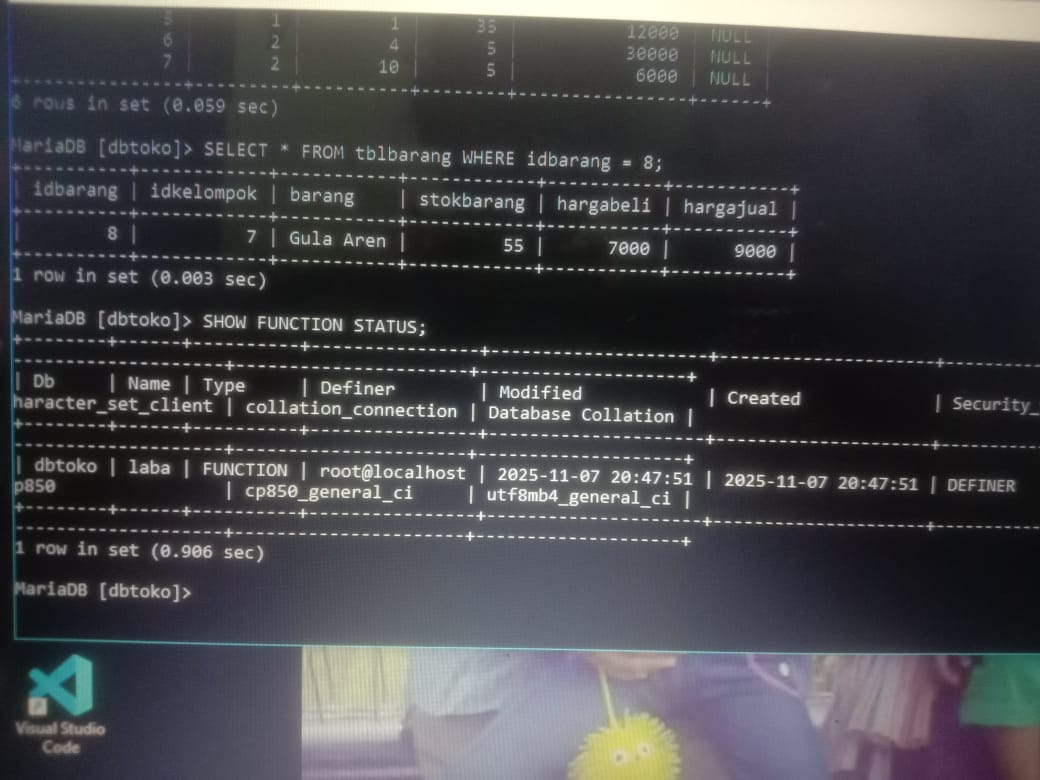 5 | 1 | 1 | 35 | 12000 | NULL
6 | 2 | 4 | 5 | 30000 | NULL
7 | 2 | 10 | 5 | 6000 | NULL
6 rows in set (0.059 sec)
MariaDB [dbtoko]> SELECT * FROM tblbarang WHERE idbarang = 8;
| idbarang | idkelompok | barang | stokbarang | hargabeli | hargajual |
| 8 | 7 | Gula Aren | 55 | 7000 | 9000 |
1 row in set (0.003 sec)
MariaDB [dbtoko]> SHOW FUNCTION STATUS;
| Db | Name | Type | Definer | Modified | Created | Security_
haracter_set_client | collation_connection | Database Collation |
| dbtoko | laba | FUNCTION | root@localhost | 2025-11-07 20:47:51 | 2025-11-07 20:47:51 | DEFINER
p850 | cp850_general_ci | utf8mb4_general_ci |
1 row in set (0.906 sec)
MariaDB [dbtoko]>
Visual Studio
Code